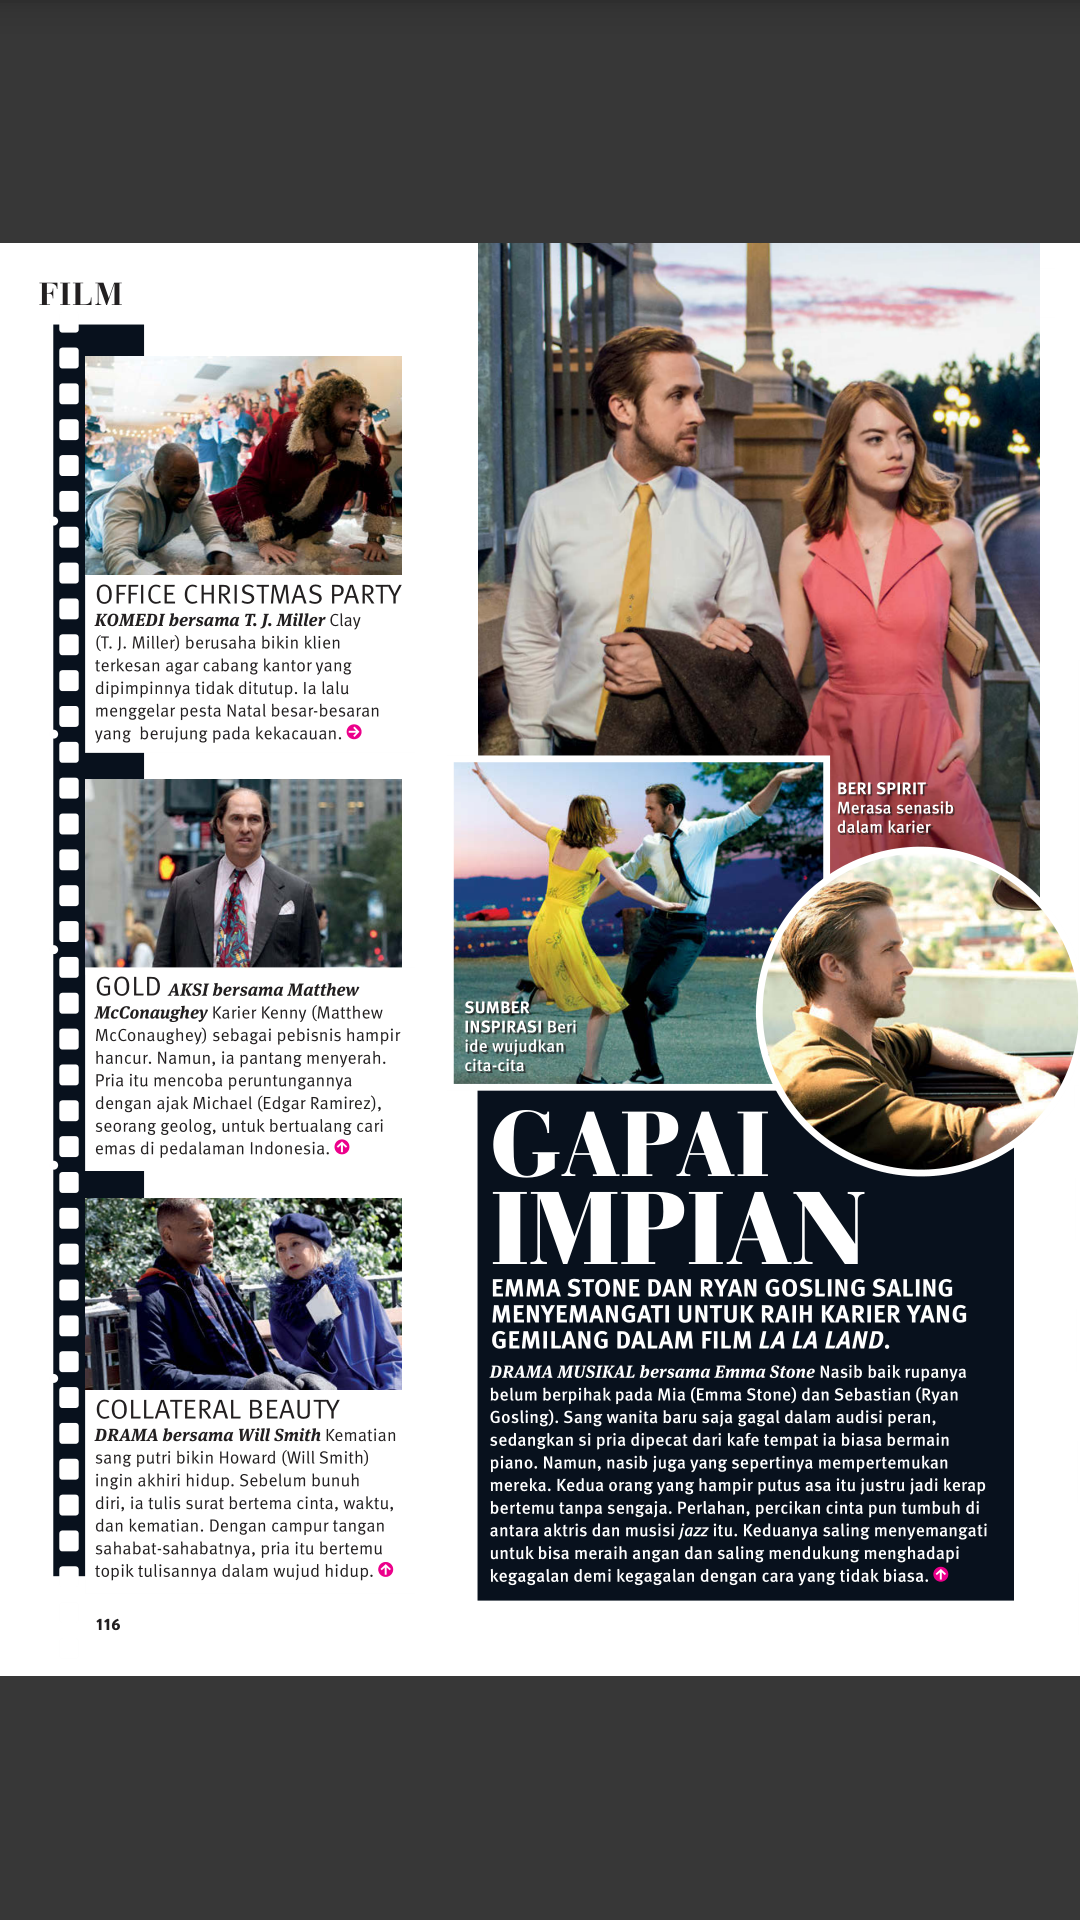 FILM
OFFICE CHRISTMAS PARTY
KOMEDI bersama T. J. Miller Clay
(T. J. Miller) berusaha bikin klien
terkesan agar cabang kantor yang
dipimpinnya tidak ditutup. Ia lalu
menggelar pesta Natal besar-besaran
yang berujung pada kekacauan.
GOLD AKSI bersama Matthew
McConaughey Karier Kenny (Matthew
McConaughey) sebagai pebisnis hampir
hancur. Namun, ia pantang menyerah.
Pria itu mencoba peruntungannya
dengan ajak Michael (Edgar Ramirez),
seorang geolog, untuk bertualang cari
emas di pedalaman Indonesia.
COLLATERAL BEAUTY
DRAMA bersama Will Smith Kematian
sang putri bikin Howard (Will Smith)
ingin akhiri hidup. Sebelum bunuh
diri, ia tulis surat bertema cinta, waktu,
dan kematian. Dengan campur tangan
sahabat-sahabatnya, pria itu bertemu
topik tulisannya dalam wujud hidup.
116
BERI SPIRIT
Merasa senasib
dalam karier
SUMBER
INSPIRASI Beri
ide wujudkan
cita-cita
GAPAI
IMPIAN
EMMA STONE DAN RYAN GOSLING SALING
MENYEMANGATI UNTUK RAIH KARIER YANG
GEMILANG DALAM FILM LA LA LAND.
DRAMA MUSIKAL bersama Emma Stone Nasib baik rupanya
belum berpihak pada Mia (Emma Stone) dan Sebastian (Ryan
Gosling). Sang wanita baru saja gagal dalam audisi peran,
sedangkan si pria dipecat dari kafe tempat ia biasa bermain
piano. Namun, nasib juga yang sepertinya mempertemukan
mereka. Kedua orang yang hampir putus asa itu justru jadi kerap
bertemu tanpa sengaja. Perlahan, percikan cinta pun tumbuh di
antara aktris dan musisi jazz itu. Keduanya saling menyemangati
untuk bisa meraih angan dan saling mendukung menghadapi
kegagalan demi kegagalan dengan cara yang tidak biasa.